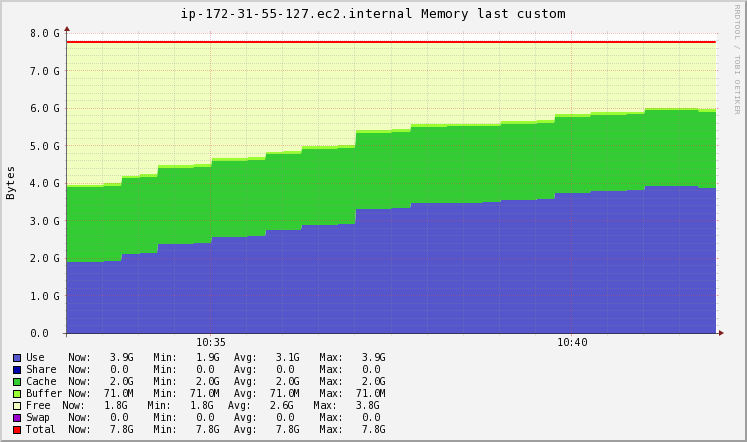 ip-172-31-55-127.ec2.internal Memory last custom
RRDTOOL / TOBI OETIKER
Bytes
8.0 G
7.0 G
6.0 G
5.0 G
4.0 G
3.0 G
2.0 G
1.0 G
0.0
10:35 10:40
Use Now: 3.9G Min: 1.9G Avg: 3.1G Max: 3.9G
Share Now: 0.0 Min: 0.0 Avg: 0.0 Max: 0.0
Cache Now: 2.0G Min: 2.0G Avg: 2.0G Max: 2.0G
Buffer Now: 71.0M Min: 71.0M Avg: 71.0M Max: 71.0M
Free Now: 1.8G Min: 1.8G Avg: 2.6G Max: 3.8G
Swap Now: 0.0 Min: 0.0 Avg: 0.0 Max: 0.0
Total Now: 7.8G Min: 7.8G Avg: 7.8G Max: 7.8G